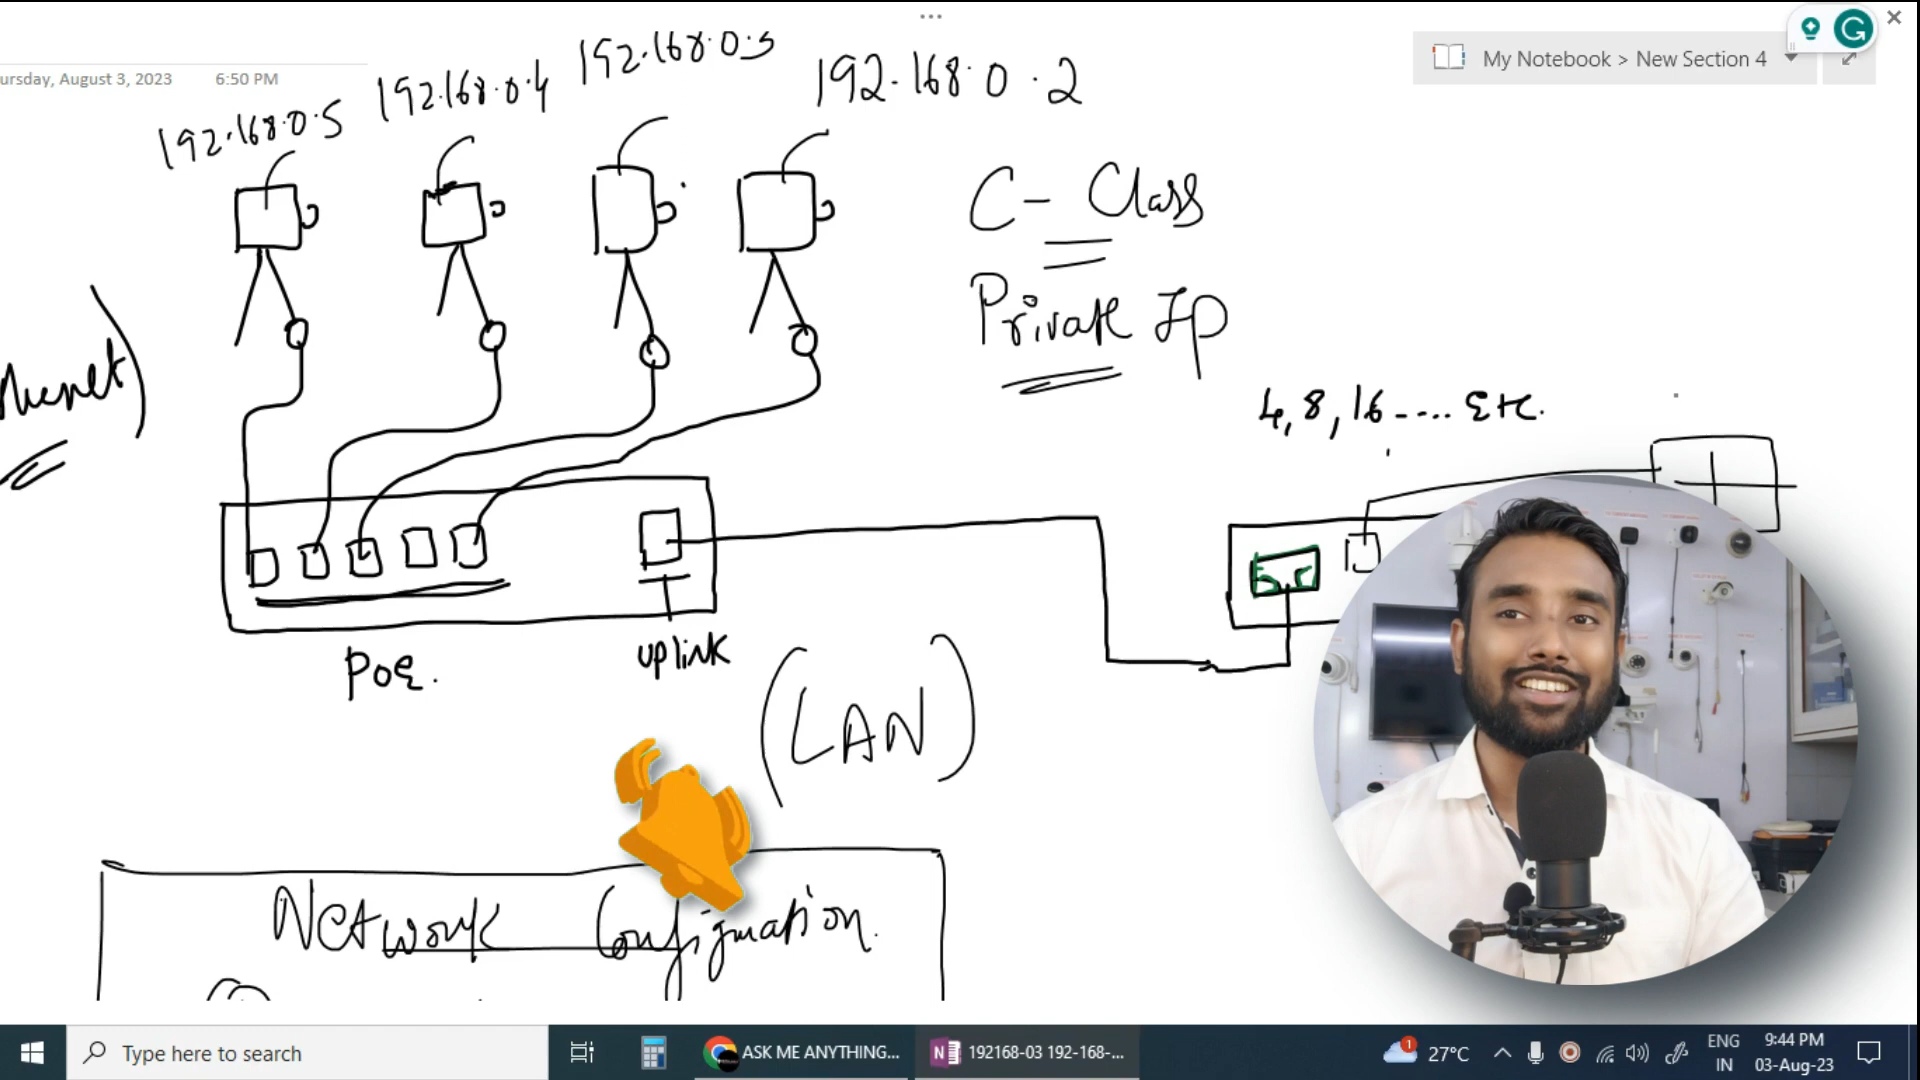 ursday, August 3, 2023 6:50 PM
My Notebook > New Section 4
192.168.0.5
192.168.0.4
192.168.0.3
192.168.0.2
C- Class
Private IP
4, 8, 16 ---- Etc.
PoE.
uplink
(LAN)
Network Configuration.
Type here to search
ASK ME ANYTHING...
192168-03 192-168-...
1
27°C
ENG
IN
9:44 PM
03-Aug-23